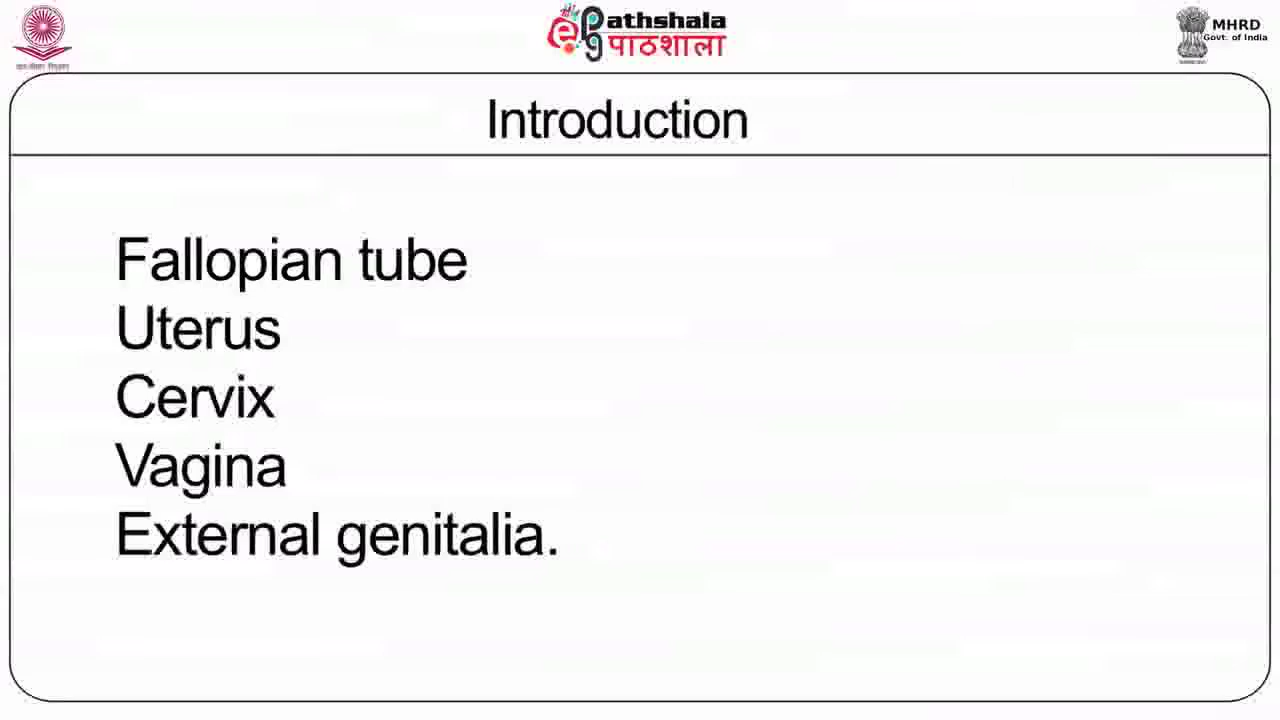 Pathshala
पाठशाला
MHRD
Govt. of India
Introduction
Fallopian tube
Uterus
Cervix
Vagina
External genitalia.